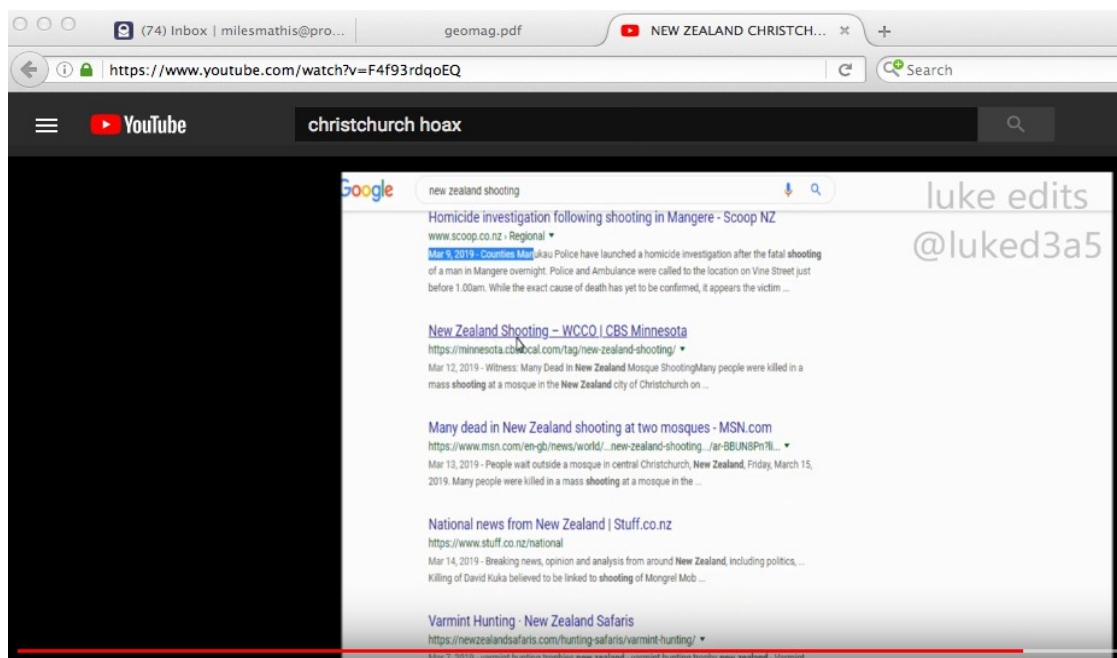 (74) Inbox | milesmathis@pro...
geomag.pdf
NEW ZEALAND CHRISTCH...
https://www.youtube.com/watch?v=F4f93rdqoEQ
Search
YouTube
christchurch hoax
Google
new zealand shooting
luke edits
@luked3a5
Homicide investigation following shooting in Mangere - Scoop NZ
www.scoop.co.nz › Regional
Mar 9, 2019 - Counties Manukau Police have launched a homicide investigation after the fatal shooting
of a man in Mangere overnight. Police and Ambulance were called to the location on Vine Street just
before 1.00am. While the exact cause of death has yet to be confirmed, it appears the victim ...
New Zealand Shooting – WCCO | CBS Minnesota
https://minnesota.cbslocal.com/tag/new-zealand-shooting/
Mar 12, 2019 - Witness: Many Dead In New Zealand Mosque ShootingMany people were killed in a
mass shooting at a mosque in the New Zealand city of Christchurch on ...
Many dead in New Zealand shooting at two mosques - MSN.com
https://www.msn.com/en-gb/news/world/...new-zealand-shooting.../ar-BBUN8Pn?li...
Mar 13, 2019 - People wait outside a mosque in central Christchurch, New Zealand, Friday, March 15,
2019. Many people were killed in a mass shooting at a mosque in the ...
National news from New Zealand | Stuff.co.nz
https://www.stuff.co.nz/national
Mar 14, 2019 - Breaking news, opinion and analysis from around New Zealand, including politics, ...
Killing of David Kuka believed to be linked to shooting of Mongrel Mob ...
Varmint Hunting · New Zealand Safaris
https://newzealandsafaris.com/hunting-safaris/varmint-hunting/